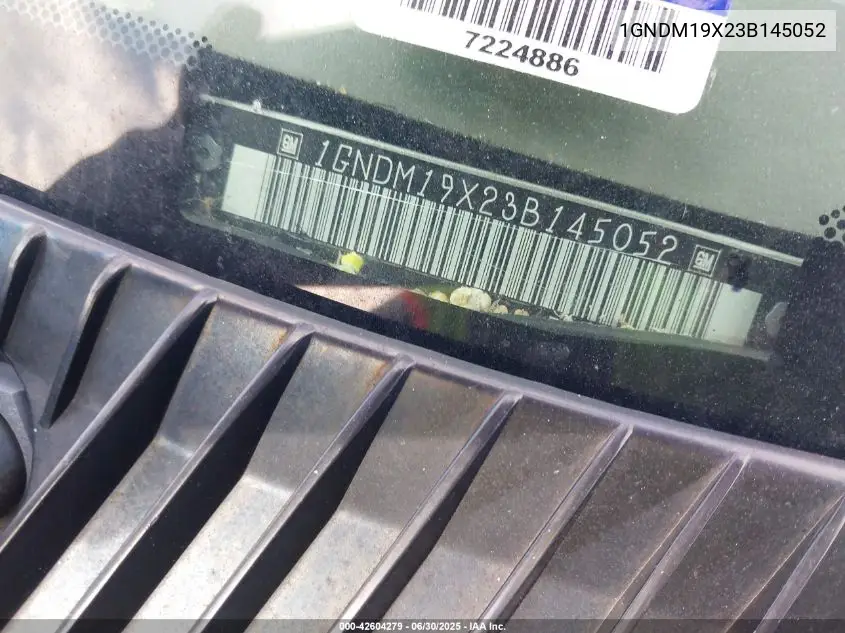 1GNDM19X23B145052
7224886
GM 1GNDM19X23B145052 GM
000-42604279 - 06/30/2025 - IAA Inc.